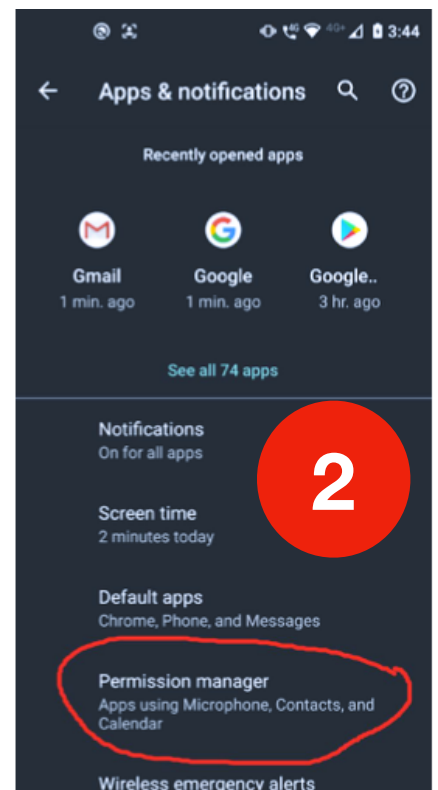 4G 4G+ 3:44
Apps & notifications
Recently opened apps
Gmail Google Google..
1 min. ago 1 min. ago 3 hr. ago
See all 74 apps
Notifications
On for all apps
2
Screen time
2 minutes today
Default apps
Chrome, Phone, and Messages
Permission manager
Apps using Microphone, Contacts, and
Calendar
Wireless emergency alerts